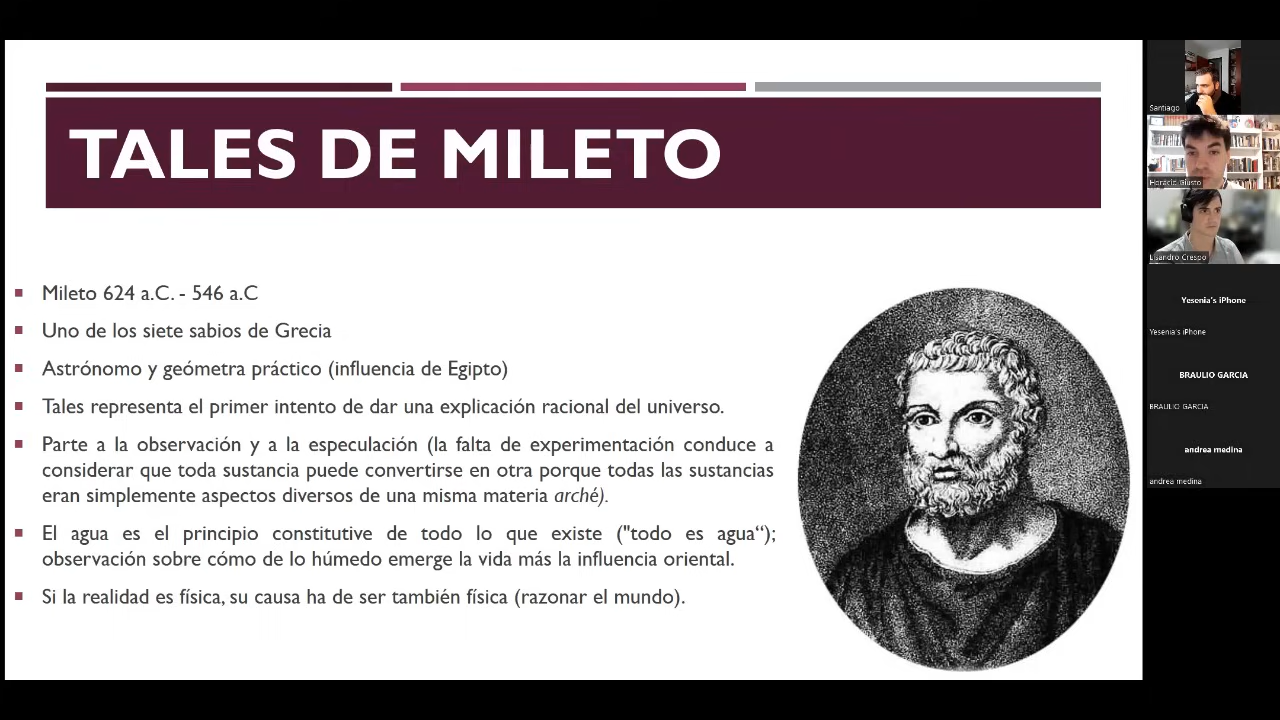 TALES DE MILETO
Mileto 624 a.C. - 546 a.C
Uno de los siete sabios de Grecia
Astrónomo y geómetra práctico (influencia de Egipto)
Tales representa el primer intento de dar una explicación racional del universo.
Parte a la observación y a la especulación (la falta de experimentación conduce a
considerar que toda sustancia puede convertirse en otra porque todas las sustancias
eran simplemente aspectos diversos de una misma materia arché).
El agua es el principio constitutive de todo lo que existe ("todo es agua“);
observación sobre cómo de lo húmedo emerge la vida más la influencia oriental.
Si la realidad es física, su causa ha de ser también física (razonar el mundo).
Santiago
Horacio Giusto
Lisandro Crespo
Yesenia's iPhone
Yesenia's iPhone
BRAULIO GARCIA
BRAULIO GARCIA
andrea medina
andrea medina